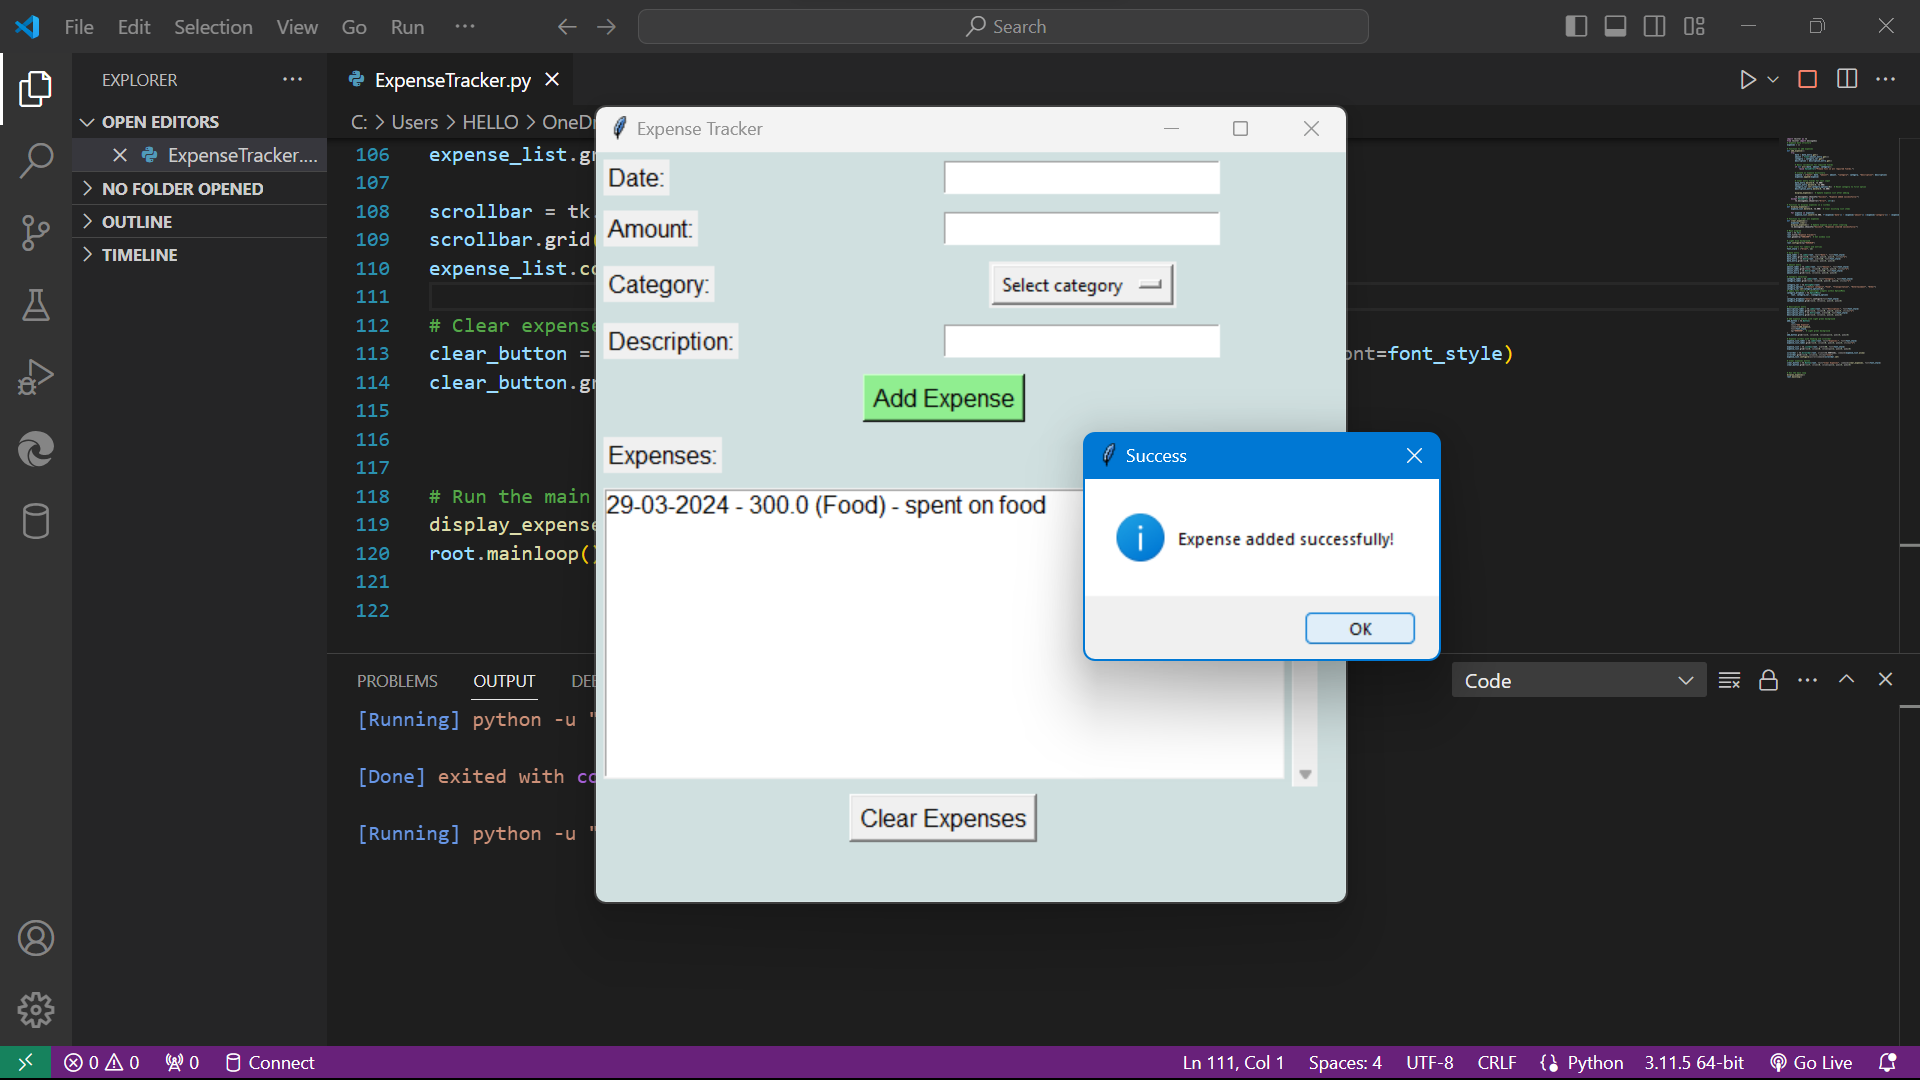 File Edit Selection View Go Run ··· Search
EXPLORER ···
OPEN EDITORS
ExpenseTracker....
NO FOLDER OPENED
OUTLINE
TIMELINE
ExpenseTracker.py
C: > Users > HELLO > OneDr
106 expense_list.gr
107
108 scrollbar = tk.
109 scrollbar.grid(
110 expense_list.co
111
112 # Clear expense
113 clear_button = ont=font_style)
114 clear_button.gr
115
116
117
118 # Run the main
119 display_expense
120 root.mainloop()
121
122
Expense Tracker
Date:
Amount:
Category: Select category
Description:
Add Expense
Expenses:
29-03-2024 - 300.0 (Food) - spent on food
Clear Expenses
Success
Expense added successfully!
OK
PROBLEMS OUTPUT DEB Code
[Running] python -u "
[Done] exited with co
[Running] python -u "
0 0 0 Connect Ln 111, Col 1 Spaces: 4 UTF-8 CRLF {} Python 3.11.5 64-bit Go Live